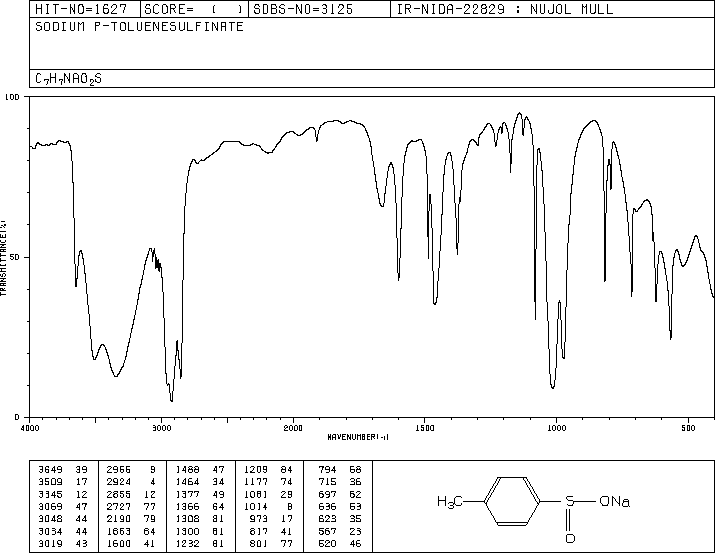 HIT-NO=1627 SCORE= ( ) SDBS-NO=3125 IR-NIDA-22829 : NUJOL MULL
SODIUM P-TOLUENESULFINATE
C7H7NAO2S
100
50
0
TRANSMITTANCE(%)
4000 3000 2000 1500 1000 500
WAVENUMBER(-1)
3649 39 2956 9 1488 47 1209 84 794 68
3509 17 2924 4 1464 34 1177 74 715 36
3345 12 2855 12 1377 49 1081 29 697 62
3069 47 2727 77 1366 64 1014 8 636 53
3048 44 2190 79 1308 81 973 17 623 35
3034 44 1663 64 1300 81 817 41 567 23
3019 43 1600 41 1232 81 801 77 520 46
H3C
S
ONa
O